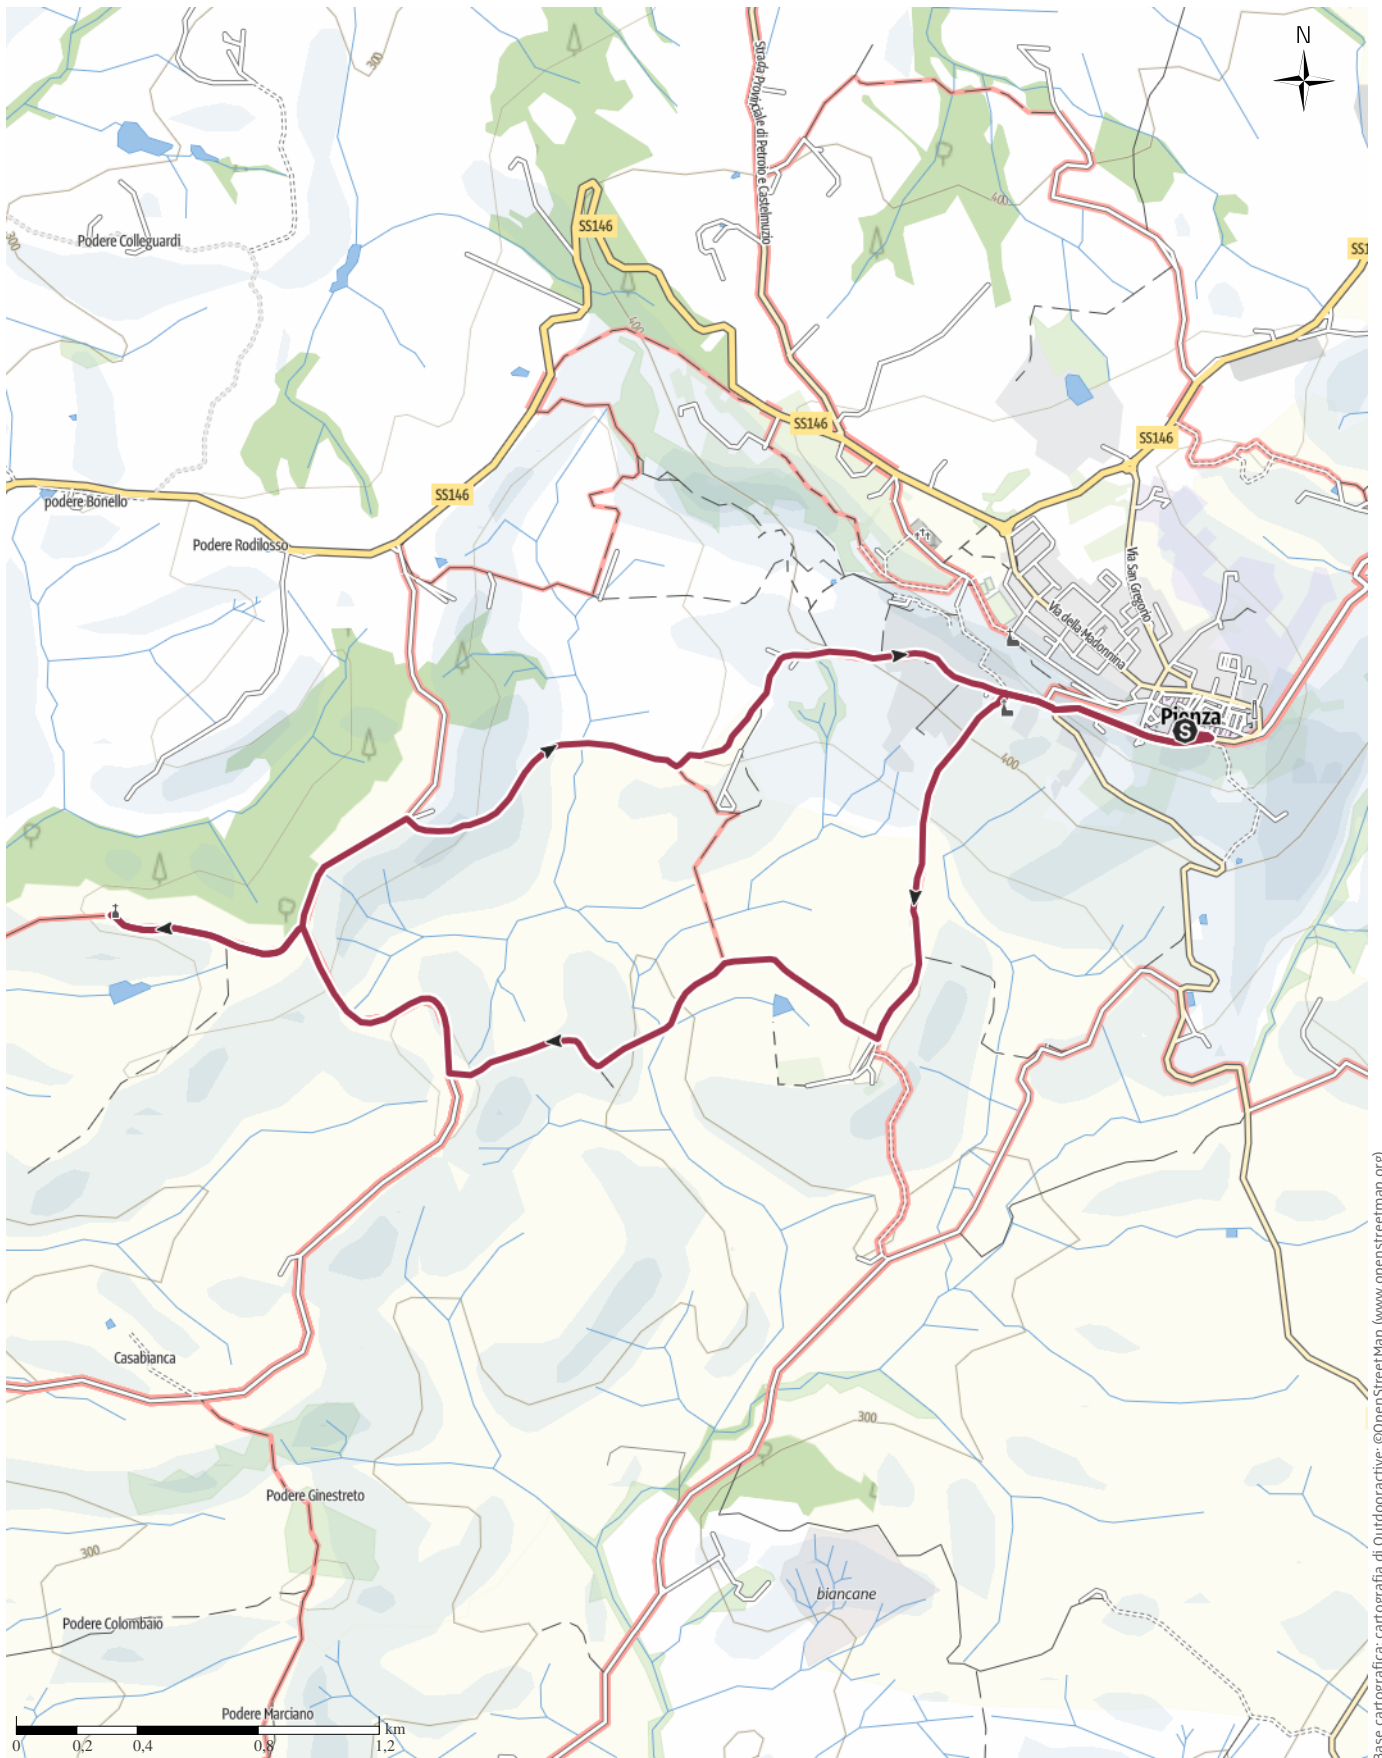 N
300
Strada Provinciale di Petroio e Castelmuzio
400
300
Podere Colleguardi
SS146
SS1
400
SS146
SS146
SS146
podere Bonello
Podere Rodilosso
Via San Gregorio
Via della Madonnina
Pienza
S
400
Casabianca
300
Podere Ginestreto
300
biancane
Podere Colombaio
Podere Marciano
km
0 0,2 0,4 0,8 1,2
Base cartografica: cartografia di Outdooractive; ©OpenStreetMap (www.openstreetmap.org)